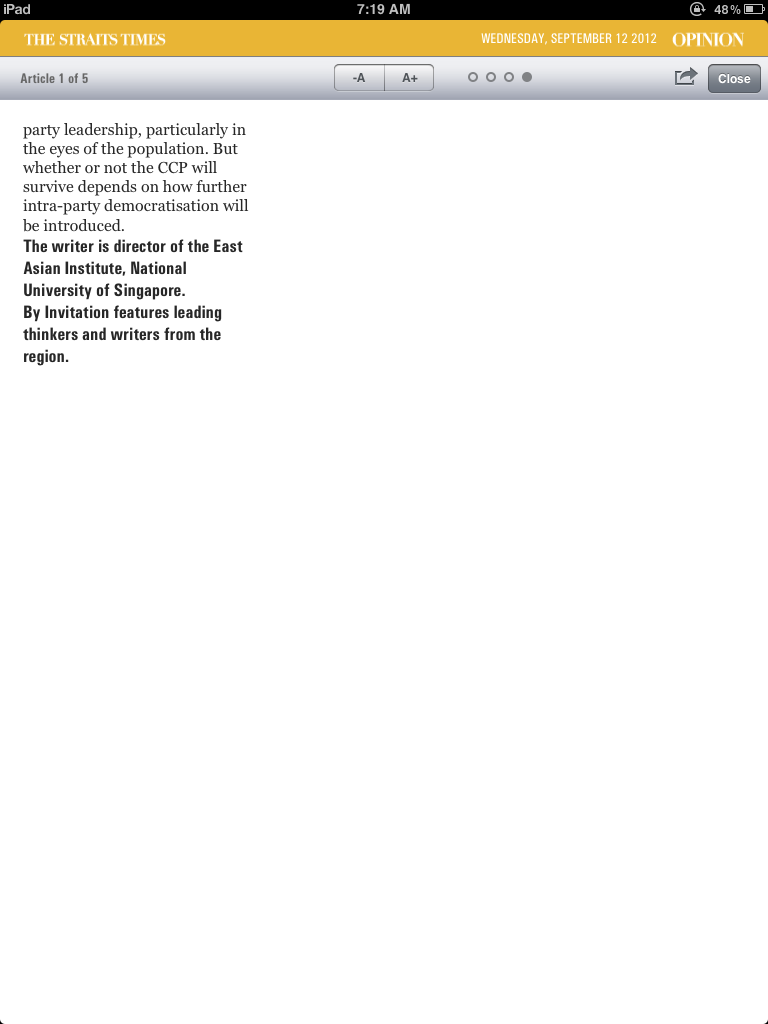 iPad 7:19 AM 48%
THE STRAITS TIMES WEDNESDAY, SEPTEMBER 12 2012 OPINION
Article 1 of 5 -A A+ Close
party leadership, particularly in
the eyes of the population. But
whether or not the CCP will
survive depends on how further
intra-party democratisation will
be introduced.
The writer is director of the East
Asian Institute, National
University of Singapore.
By Invitation features leading
thinkers and writers from the
region.